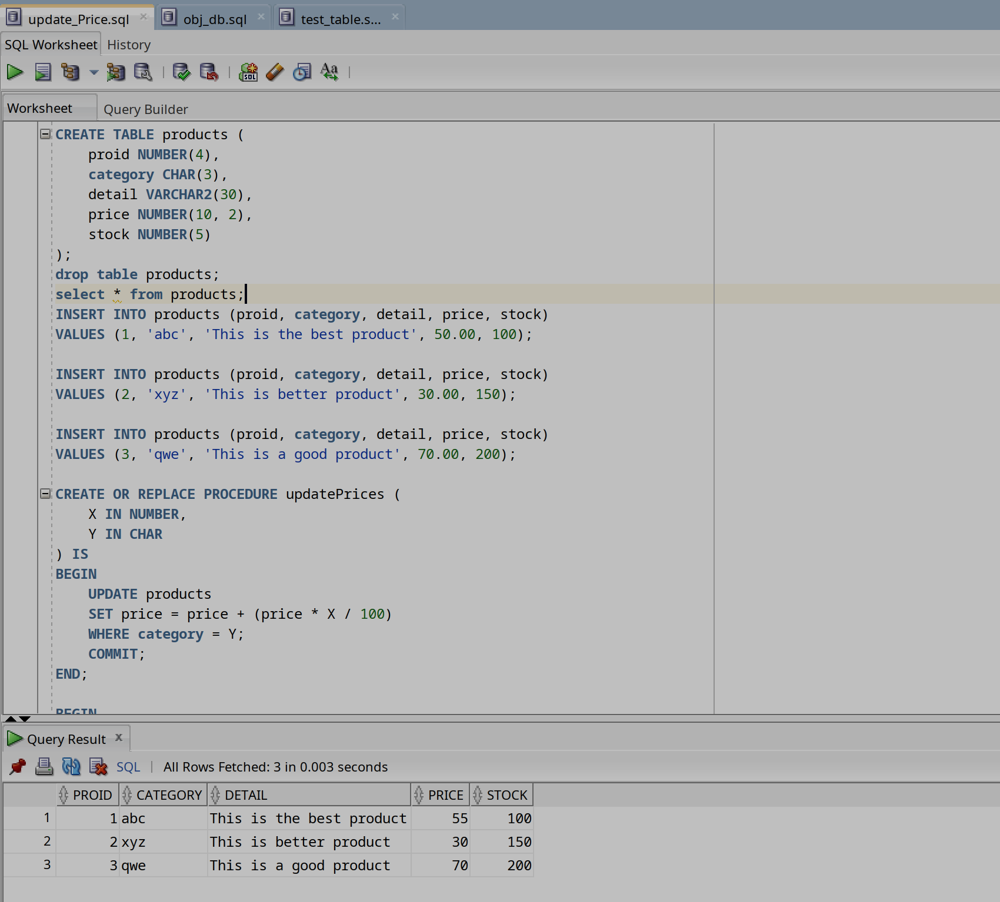 update_Price.sql obj_db.sql test_table.s...
SQL Worksheet History
SQL Aa
Worksheet Query Builder
CREATE TABLE products (
    proid NUMBER(4),
    category CHAR(3),
    detail VARCHAR2(30),
    price NUMBER(10, 2),
    stock NUMBER(5)
);
drop table products;
select * from products;
INSERT INTO products (proid, category, detail, price, stock)
VALUES (1, 'abc', 'This is the best product', 50.00, 100);
INSERT INTO products (proid, category, detail, price, stock)
VALUES (2, 'xyz', 'This is better product', 30.00, 150);
INSERT INTO products (proid, category, detail, price, stock)
VALUES (3, 'qwe', 'This is a good product', 70.00, 200);
CREATE OR REPLACE PROCEDURE updatePrices (
    X IN NUMBER,
    Y IN CHAR
) IS
BEGIN
    UPDATE products
    SET price = price + (price * X / 100)
    WHERE category = Y;
    COMMIT;
END;
BEGIN
Query Result
SQL | All Rows Fetched: 3 in 0.003 seconds
PROID CATEGORY DETAIL PRICE STOCK
1 1 abc This is the best product 55 100
2 2 xyz This is better product 30 150
3 3 qwe This is a good product 70 200